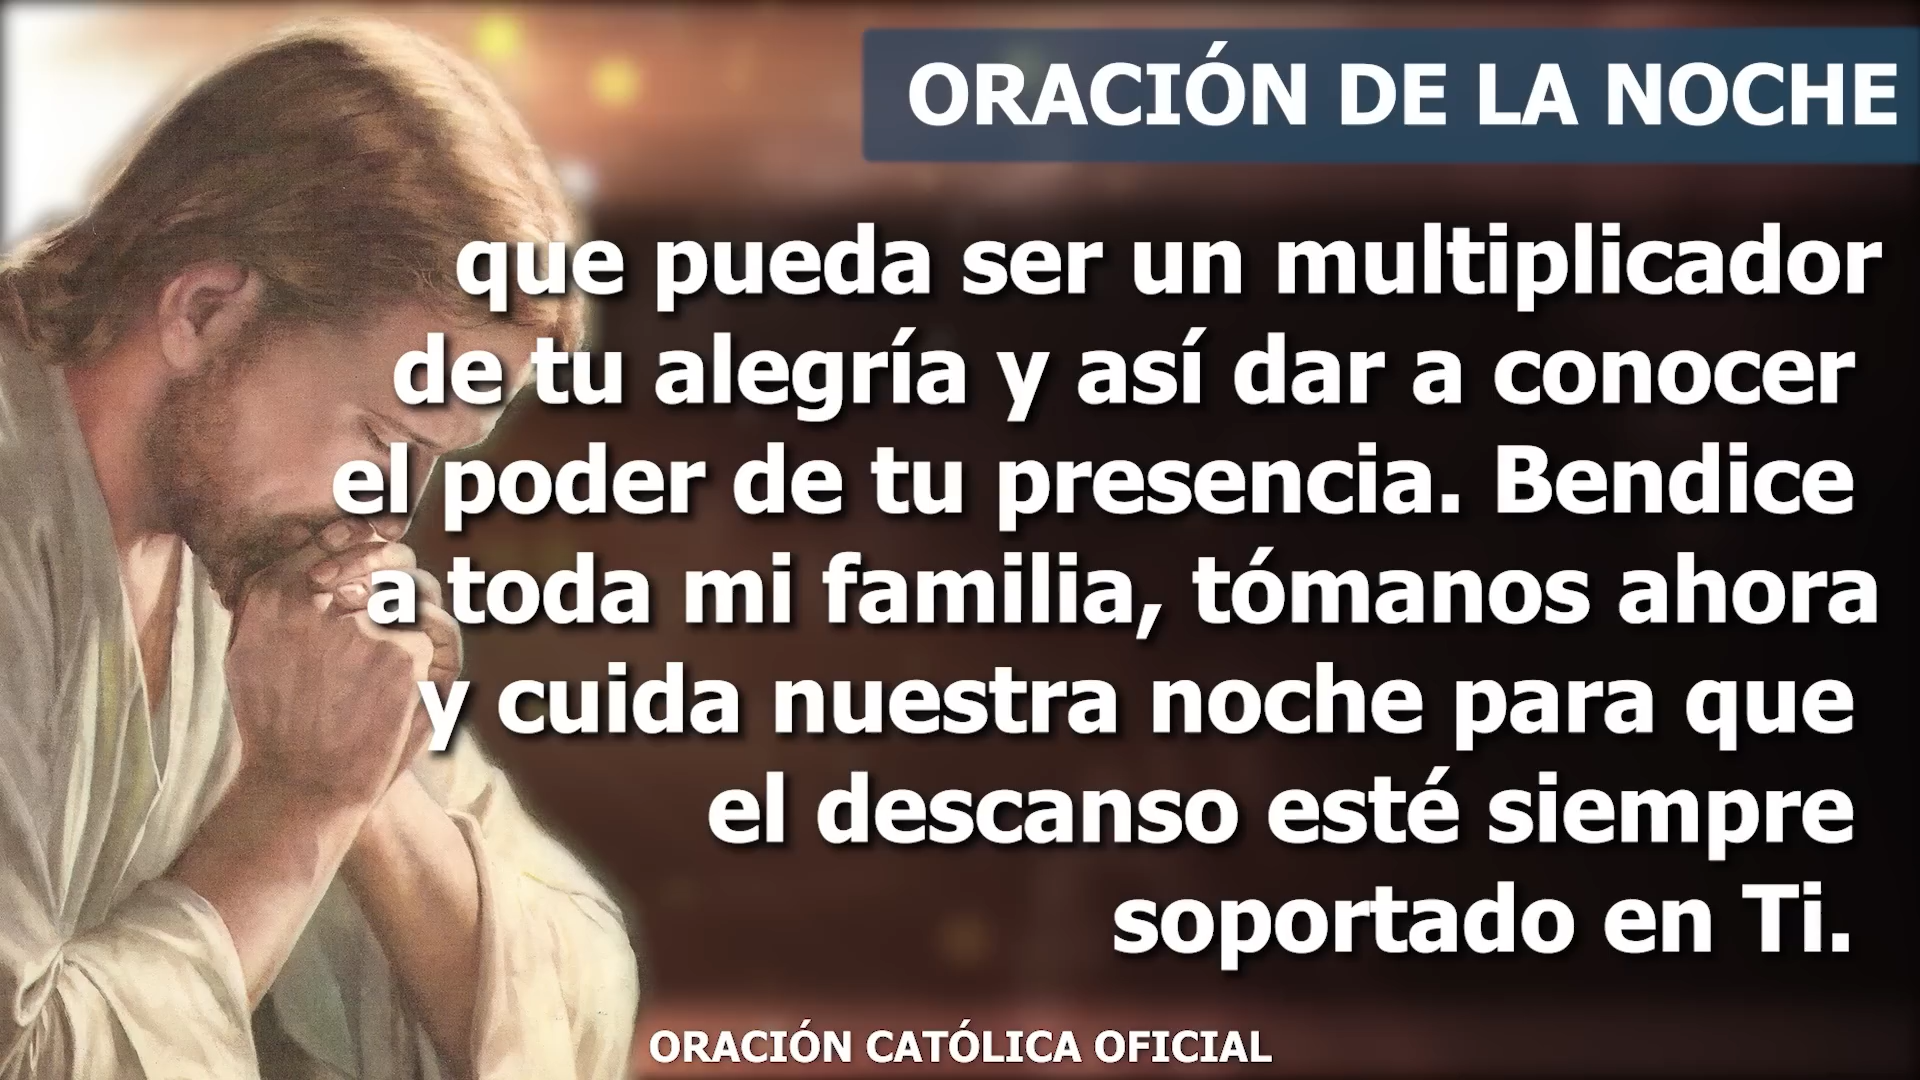 ORACIÓN DE LA NOCHE
que pueda ser un multiplicador
de tu alegría y así dar a conocer
el poder de tu presencia. Bendice
a toda mi familia, tómanos ahora
y cuida nuestra noche para que
el descanso esté siempre
soportado en Ti.
ORACIÓN CATÓLICA OFICIAL